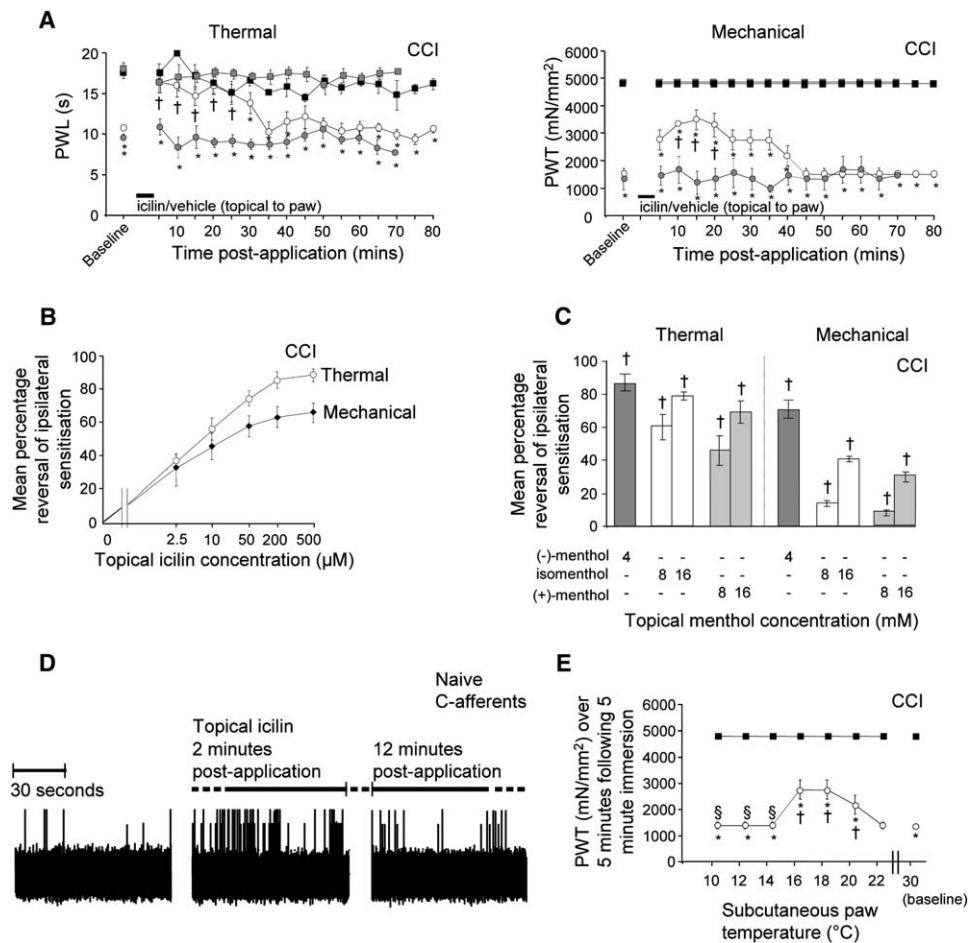 A
Thermal
CCI
20
15
10
5
0
PWL (s)
icilin/vehicle (topical to paw)
Baseline
10 20 30 40 50 60 70 80
Time post-application (mins)
Mechanical
CCI
6000
5000
4000
3000
2000
1000
0
PWT (mN/mm²)
icilin/vehicle (topical to paw)
Baseline
10 20 30 40 50 60 70 80
Time post-application (mins)
B
CCI
100
80
60
40
20
0
Mean percentage
reversal of ipsilateral
sensitisation
Thermal
Mechanical
0 2.5 10 50 200 500
Topical icilin concentration (µM)
C
Thermal
Mechanical
CCI
100
80
60
40
20
0
Mean percentage
reversal of ipsilateral
sensitisation
(-)-menthol 4 - - - - 4 - - - -
isomenthol - 8 16 - - - 8 16 - -
(+)-menthol - - - 8 16 - - - 8 16
Topical menthol concentration (mM)
D
Naive
C-afferents
Topical icilin
2 minutes
post-application
12 minutes
post-application
30 seconds
E
CCI
6000
5000
4000
3000
2000
1000
0
PWT (mN/mm²) over
5 minutes following 5
minute immersion
§ § §
10 12 14 16 18 20 22 30
(baseline)
Subcutaneous paw
temperature (°C)